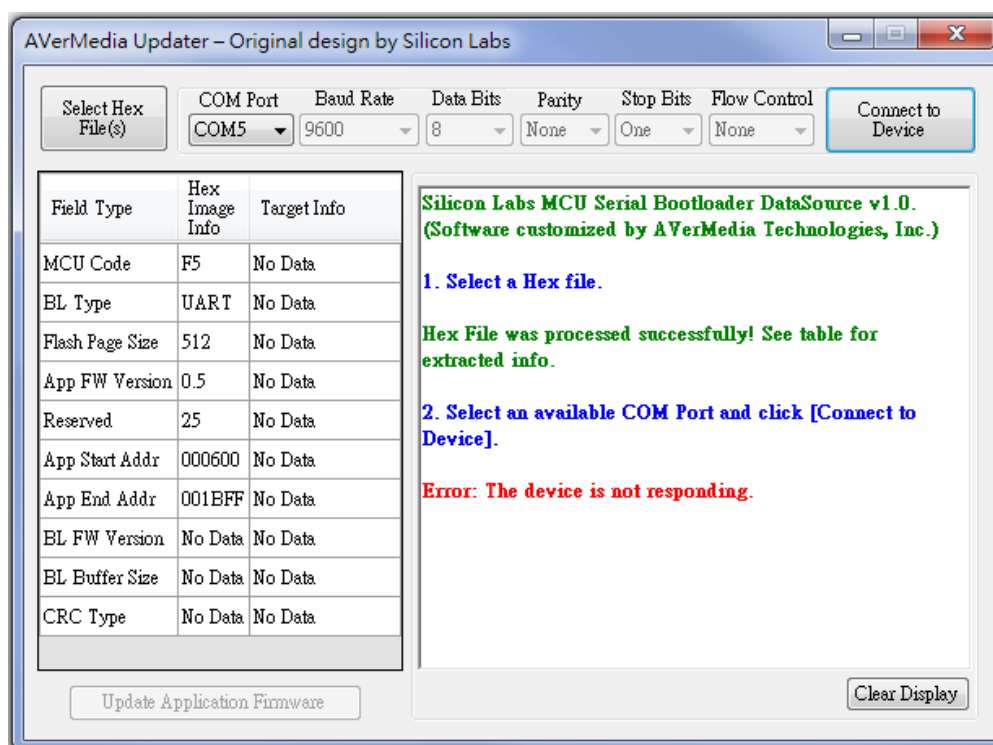 AVerMedia Updater – Original design by Silicon Labs
Select Hex
File(s)
COM Port Baud Rate Data Bits Parity Stop Bits Flow Control
COM5 9600 8 None One None
Connect to
Device
Field Type Hex Image Info Target Info
MCU Code F5 No Data
BL Type UART No Data
Flash Page Size 512 No Data
App FW Version 0.5 No Data
Reserved 25 No Data
App Start Addr 000600 No Data
App End Addr 001BFF No Data
BL FW Version No Data No Data
BL Buffer Size No Data No Data
CRC Type No Data No Data
Update Application Firmware
Silicon Labs MCU Serial Bootloader DataSource v1.0.
(Software customized by AVerMedia Technologies, Inc.)
1. Select a Hex file.
Hex File was processed successfully! See table for
extracted info.
2. Select an available COM Port and click [Connect to
Device].
Error: The device is not responding.
Clear Display